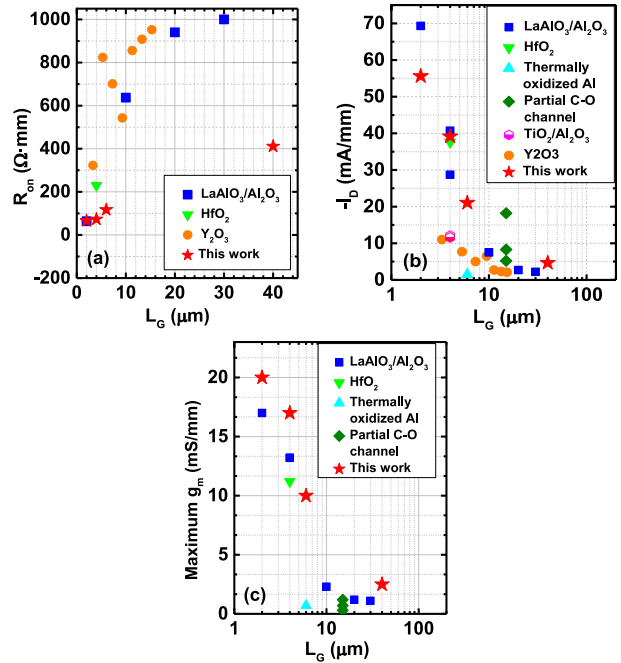 1000
800
600
400
200
0
-200
R_on (Ω·mm)
LaAlO₃/Al₂O₃
HfO₂
Y₂O₃
This work
(a)
0 10 20 30 40
L_G (μm)
70
60
50
40
30
20
10
0
-I_D (mA/mm)
LaAlO₃/Al₂O₃
HfO₂
Thermally
oxidized Al
Partial C-O
channel
TiO₂/Al₂O₃
Y2O3
This work
(b)
1 10 100
L_G (μm)
20
15
10
5
0
Maximum g_m (mS/mm)
LaAlO₃/Al₂O₃
HfO₂
Thermally
oxidized Al
Partial C-O
channel
This work
(c)
1 10 100
L_G (μm)